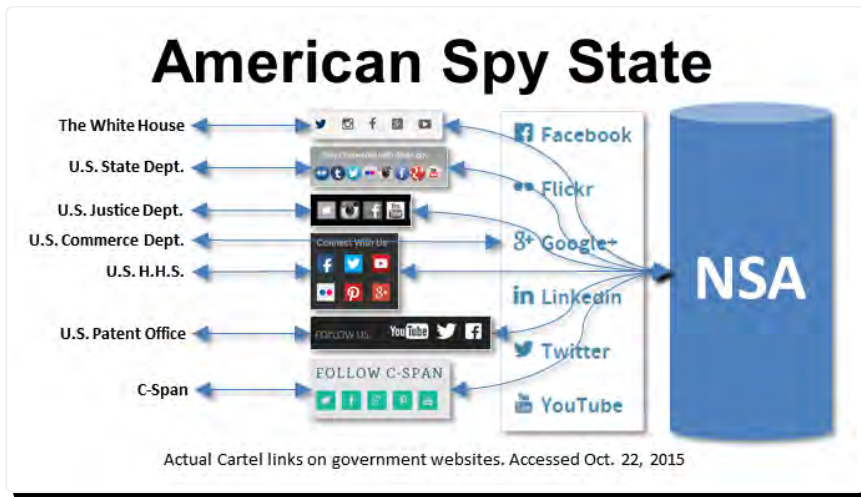 American Spy State
The White House
U.S. State Dept.
U.S. Justice Dept.
U.S. Commerce Dept.
U.S. H.H.S.
U.S. Patent Office
C-Span
Connect With Us
FOLLOW US
YouTube
FOLLOW C-SPAN
Facebook
Flickr
Google+
Linkedin
Twitter
YouTube
NSA
Actual Cartel links on government websites. Accessed Oct. 22, 2015